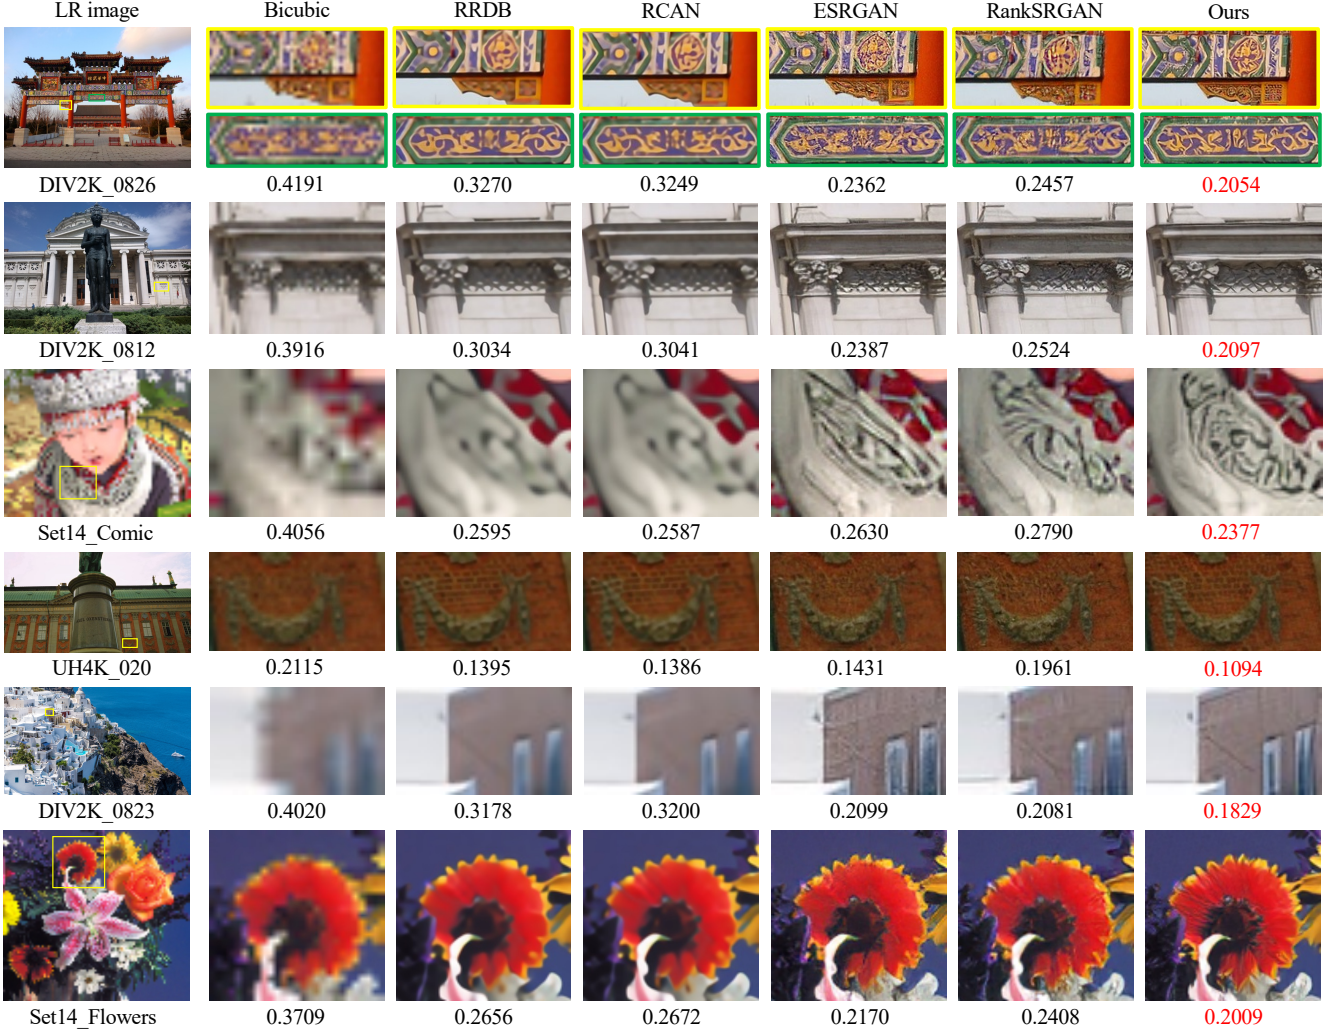 LR image Bicubic RRDB RCAN ESRGAN RankSRGAN Ours
DIV2K_0826 0.4191 0.3270 0.3249 0.2362 0.2457 0.2054
DIV2K_0812 0.3916 0.3034 0.3041 0.2387 0.2524 0.2097
Set14_Comic 0.4056 0.2595 0.2587 0.2630 0.2790 0.2377
UH4K_020 0.2115 0.1395 0.1386 0.1431 0.1961 0.1094
DIV2K_0823 0.4020 0.3178 0.3200 0.2099 0.2081 0.1829
Set14_Flowers 0.3709 0.2656 0.2672 0.2170 0.2408 0.2009